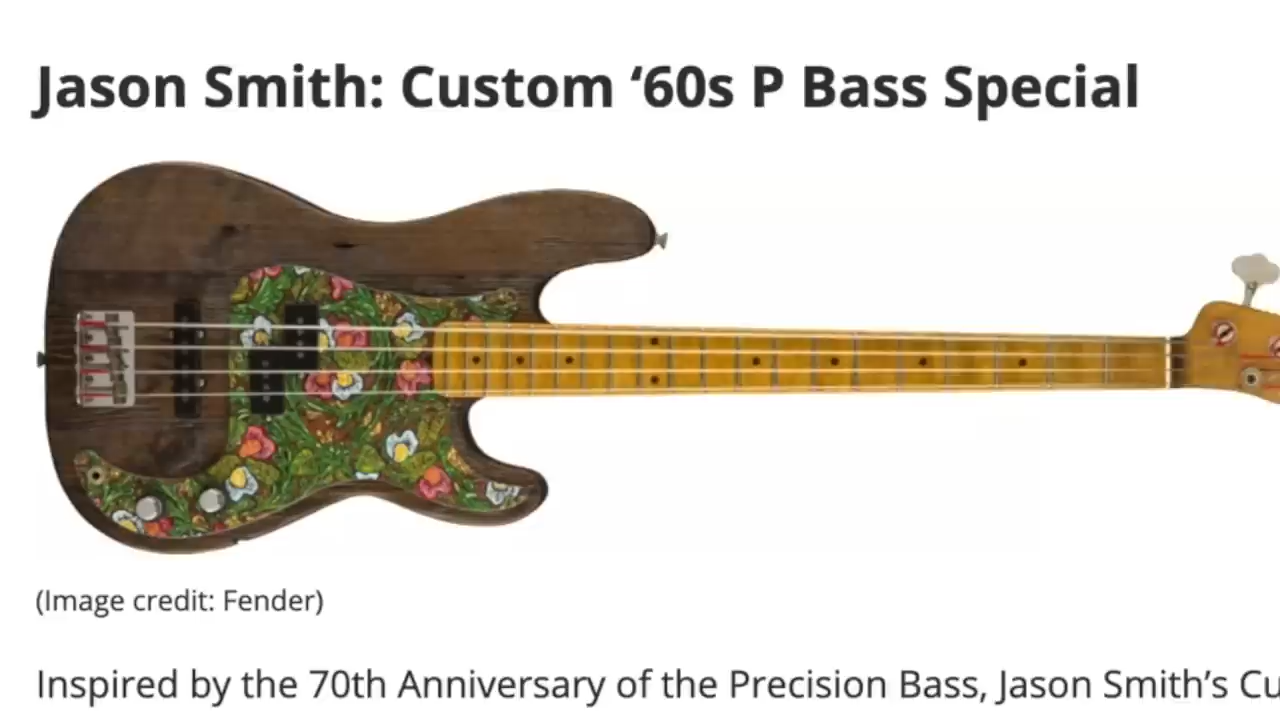 Jason Smith: Custom ‘60s P Bass Special
(Image credit: Fender)
Inspired by the 70th Anniversary of the Precision Bass, Jason Smith’s Cu